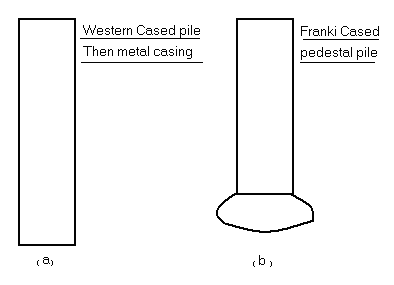 Western Cased pile
Then metal casing
Franki Cased
pedestal pile
(a)
(b)